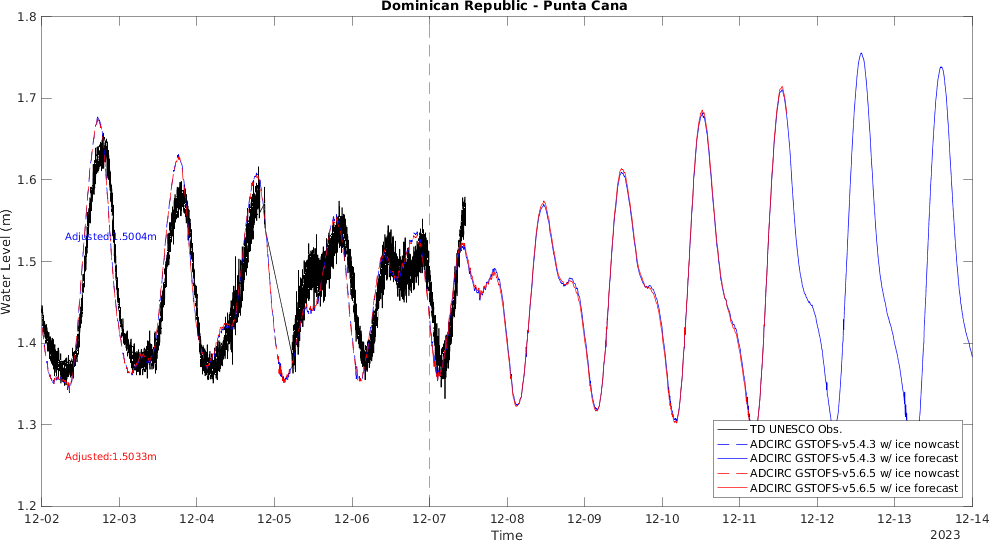 Dominican Republic - Punta Cana
1.8
1.7
1.6
1.5
1.4
1.3
1.2
Water Level (m)
Adjusted:1.5004m
Adjusted:1.5033m
TD UNESCO Obs.
ADCIRC GSTOFS-v5.4.3 w/ ice nowcast
ADCIRC GSTOFS-v5.4.3 w/ ice forecast
ADCIRC GSTOFS-v5.6.5 w/ ice nowcast
ADCIRC GSTOFS-v5.6.5 w/ ice forecast
12-02 12-03 12-04 12-05 12-06 12-07 12-08 12-09 12-10 12-11 12-12 12-13 12-14
Time
2023